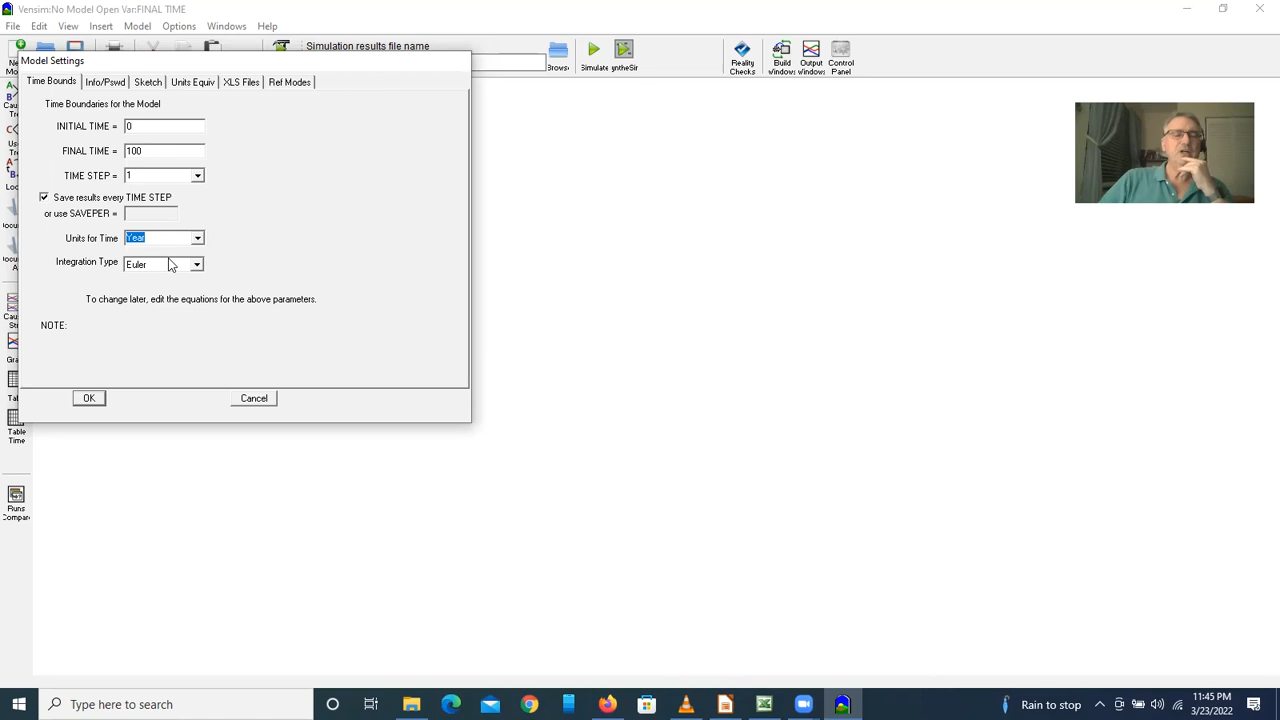 Vensim:No Model Open Var:FINAL TIME
File Edit View Insert Model Options Windows Help
Simulation results file name
Browse
Simulate
Reality
Checks
Build
Windows
Output
Windows
Control
Panel
Model Settings
Time Bounds Info/Pswd Sketch Units Equiv XLS Files Ref Modes
Time Boundaries for the Model
INITIAL TIME = 0
FINAL TIME = 100
TIME STEP = 1
Save results every TIME STEP
or use SAVEPER =
Units for Time Year
Integration Type Euler
To change later, edit the equations for the above parameters.
NOTE:
OK Cancel
Table
Time
Runs
Compar
Type here to search
Rain to stop
11:45 PM
3/23/2022